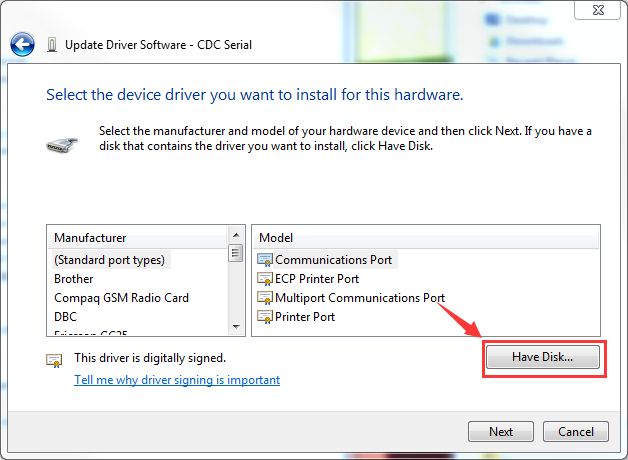 Desktop
Downloads
Update Driver Software - CDC Serial
Select the device driver you want to install for this hardware.
Select the manufacturer and model of your hardware device and then click Next. If you have a
disk that contains the driver you want to install, click Have Disk.
Manufacturer
(Standard port types)
Brother
Compaq GSM Radio Card
DBC
Model
Communications Port
ECP Printer Port
Multiport Communications Port
Printer Port
This driver is digitally signed.
Tell me why driver signing is important
Have Disk...
Next
Cancel